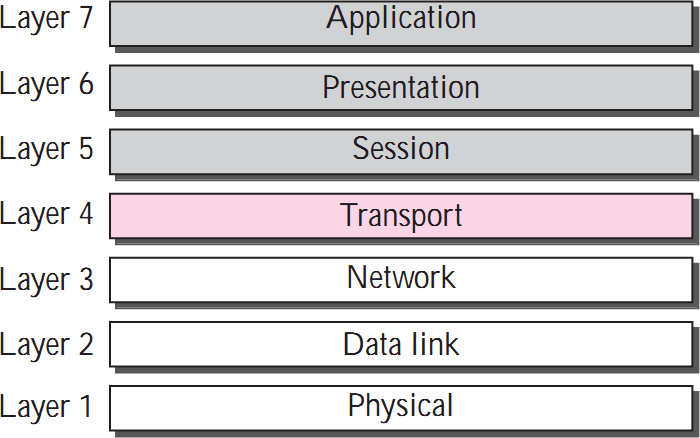 Layer 7 Application
Layer 6 Presentation
Layer 5 Session
Layer 4 Transport
Layer 3 Network
Layer 2 Data link
Layer 1 Physical